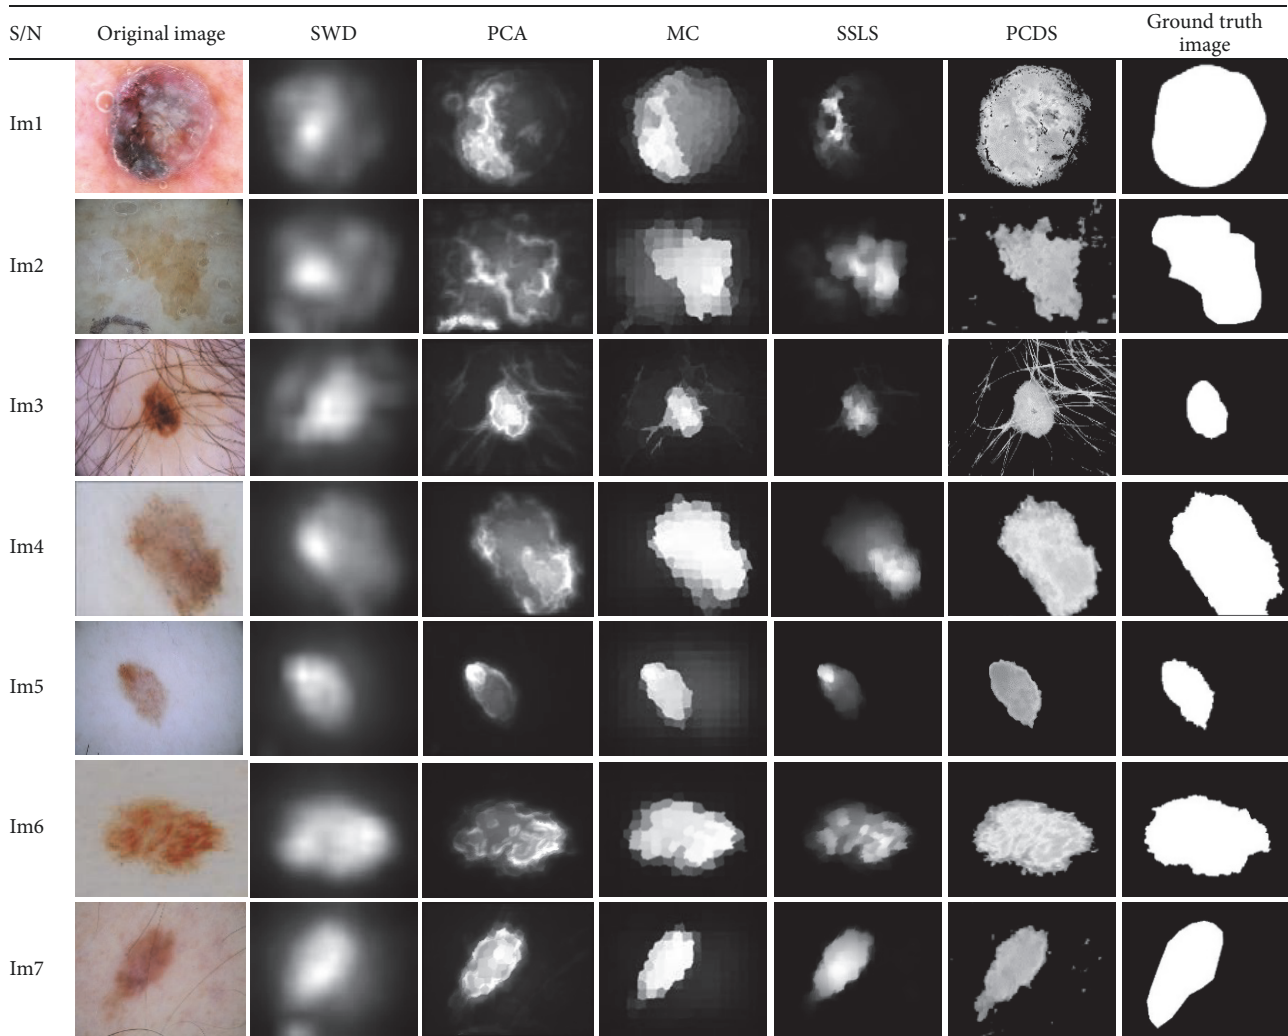 S/N Original image SWD PCA MC SSLS PCDS Ground truth
image
Im1
Im2
Im3
Im4
Im5
Im6
Im7